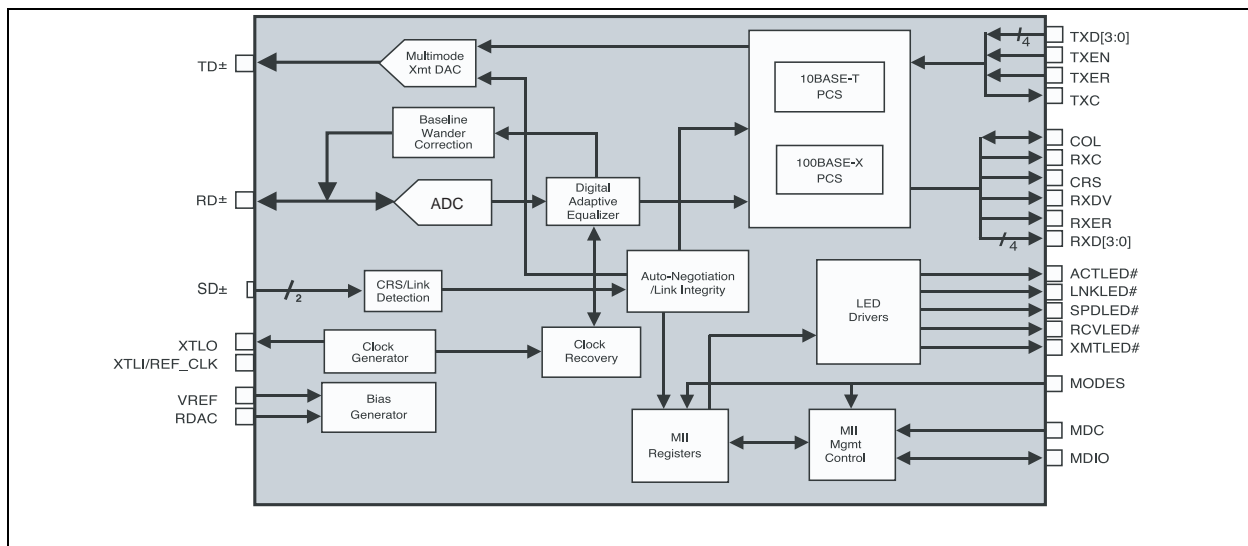 TD±
Multimode
Xmt DAC
10BASE-T
PCS
4
TXD[3:0]
TXEN
TXER
TXC
Baseline
Wander
Correction
100BASE-X
PCS
COL
RXC
CRS
RXDV
RXER
4
RXD[3:0]
RD±
ADC
Digital
Adaptive
Equalizer
SD±
2
CRS/Link
Detection
Auto-Negotiation
/Link Integrity
LED
Drivers
ACTLED#
LNKLED#
SPDLED#
RCVLED#
XMTLED#
XTLO
XTLI/REF_CLK
Clock
Generator
Clock
Recovery
VREF
RDAC
Bias
Generator
MII
Registers
MII
Mgmt
Control
MODES
MDC
MDIO